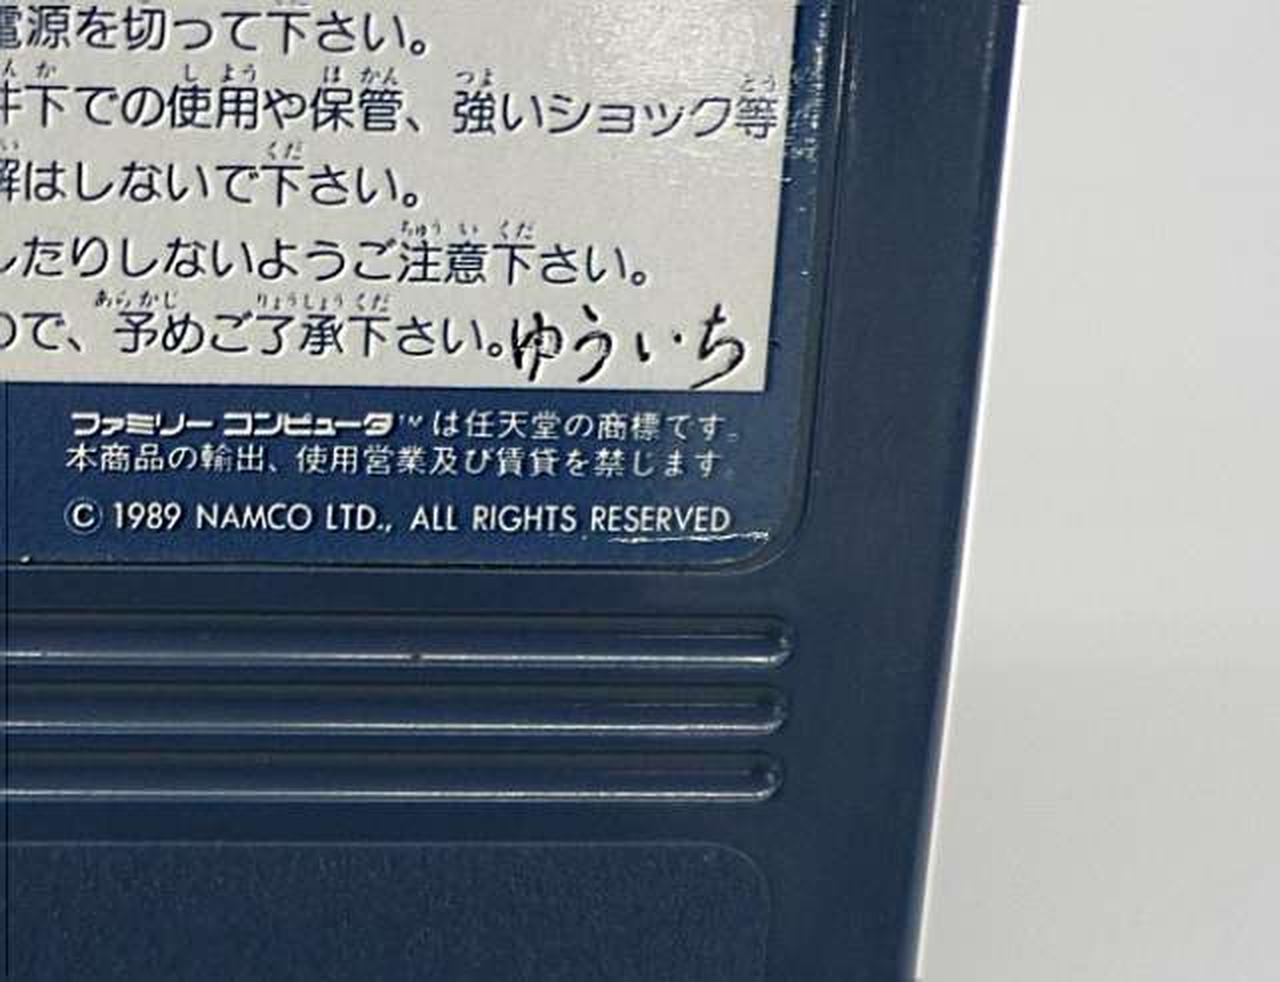 電源を切って下さい。
下での使用や保管、強いショック等
解はしないで下さい。
したりしないようご注意下さい。
ので、予めご了承下さい。ゆういち
ファミリーコンピュータ™は任天堂の商標です。
本商品の輸出、使用営業及び賃貸を禁じます。
© 1989 NAMCO LTD., ALL RIGHTS RESERVED